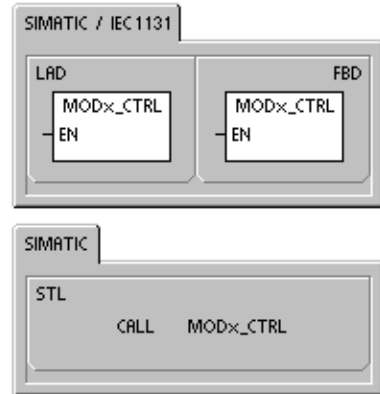 SIMATIC / IEC1131
LAD FBD
MODx_CTRL MODx_CTRL
EN EN
SIMATIC
STL
CALL MODx_CTRL